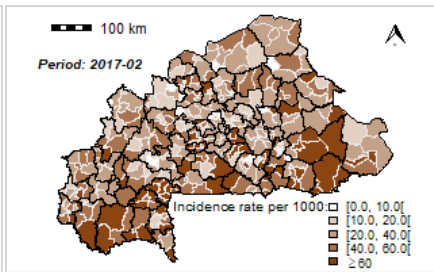 100 km
Period: 2017-02
Incidence rate per 1000:
[0.0, 10.0[
[10.0, 20.0[
[20.0, 40.0[
[40.0, 60.0[
≥60